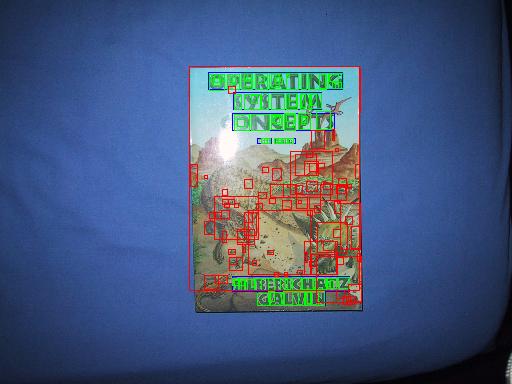 OPERATING
SYSTEM
CONCEPTS
SILBERSCHATZ
GALVIN